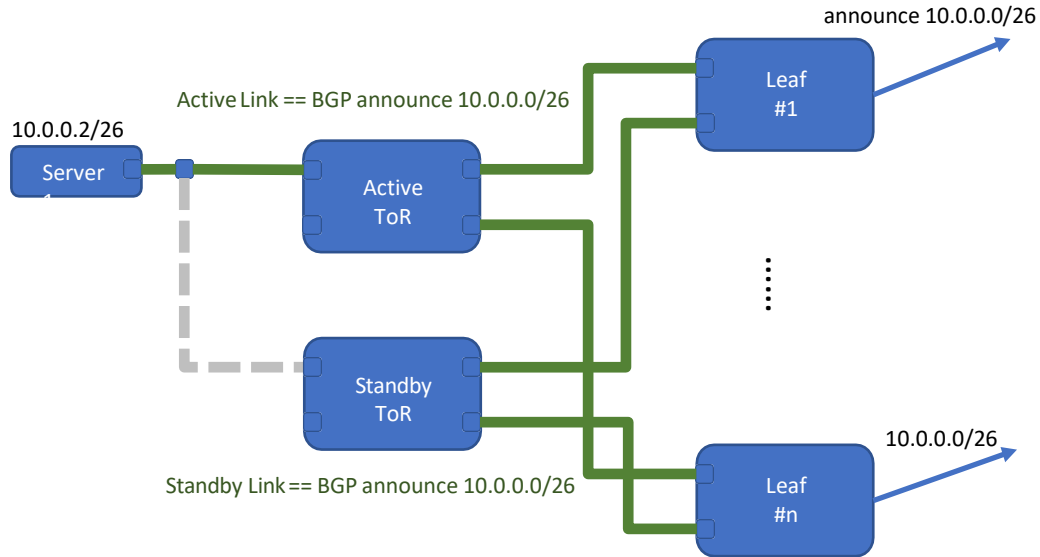 announce 10.0.0.0/26
Leaf
#1
Active Link == BGP announce 10.0.0.0/26
10.0.0.2/26
Server
Active
ToR
Standby
ToR
10.0.0.0/26
Standby Link == BGP announce 10.0.0.0/26
Leaf
#n